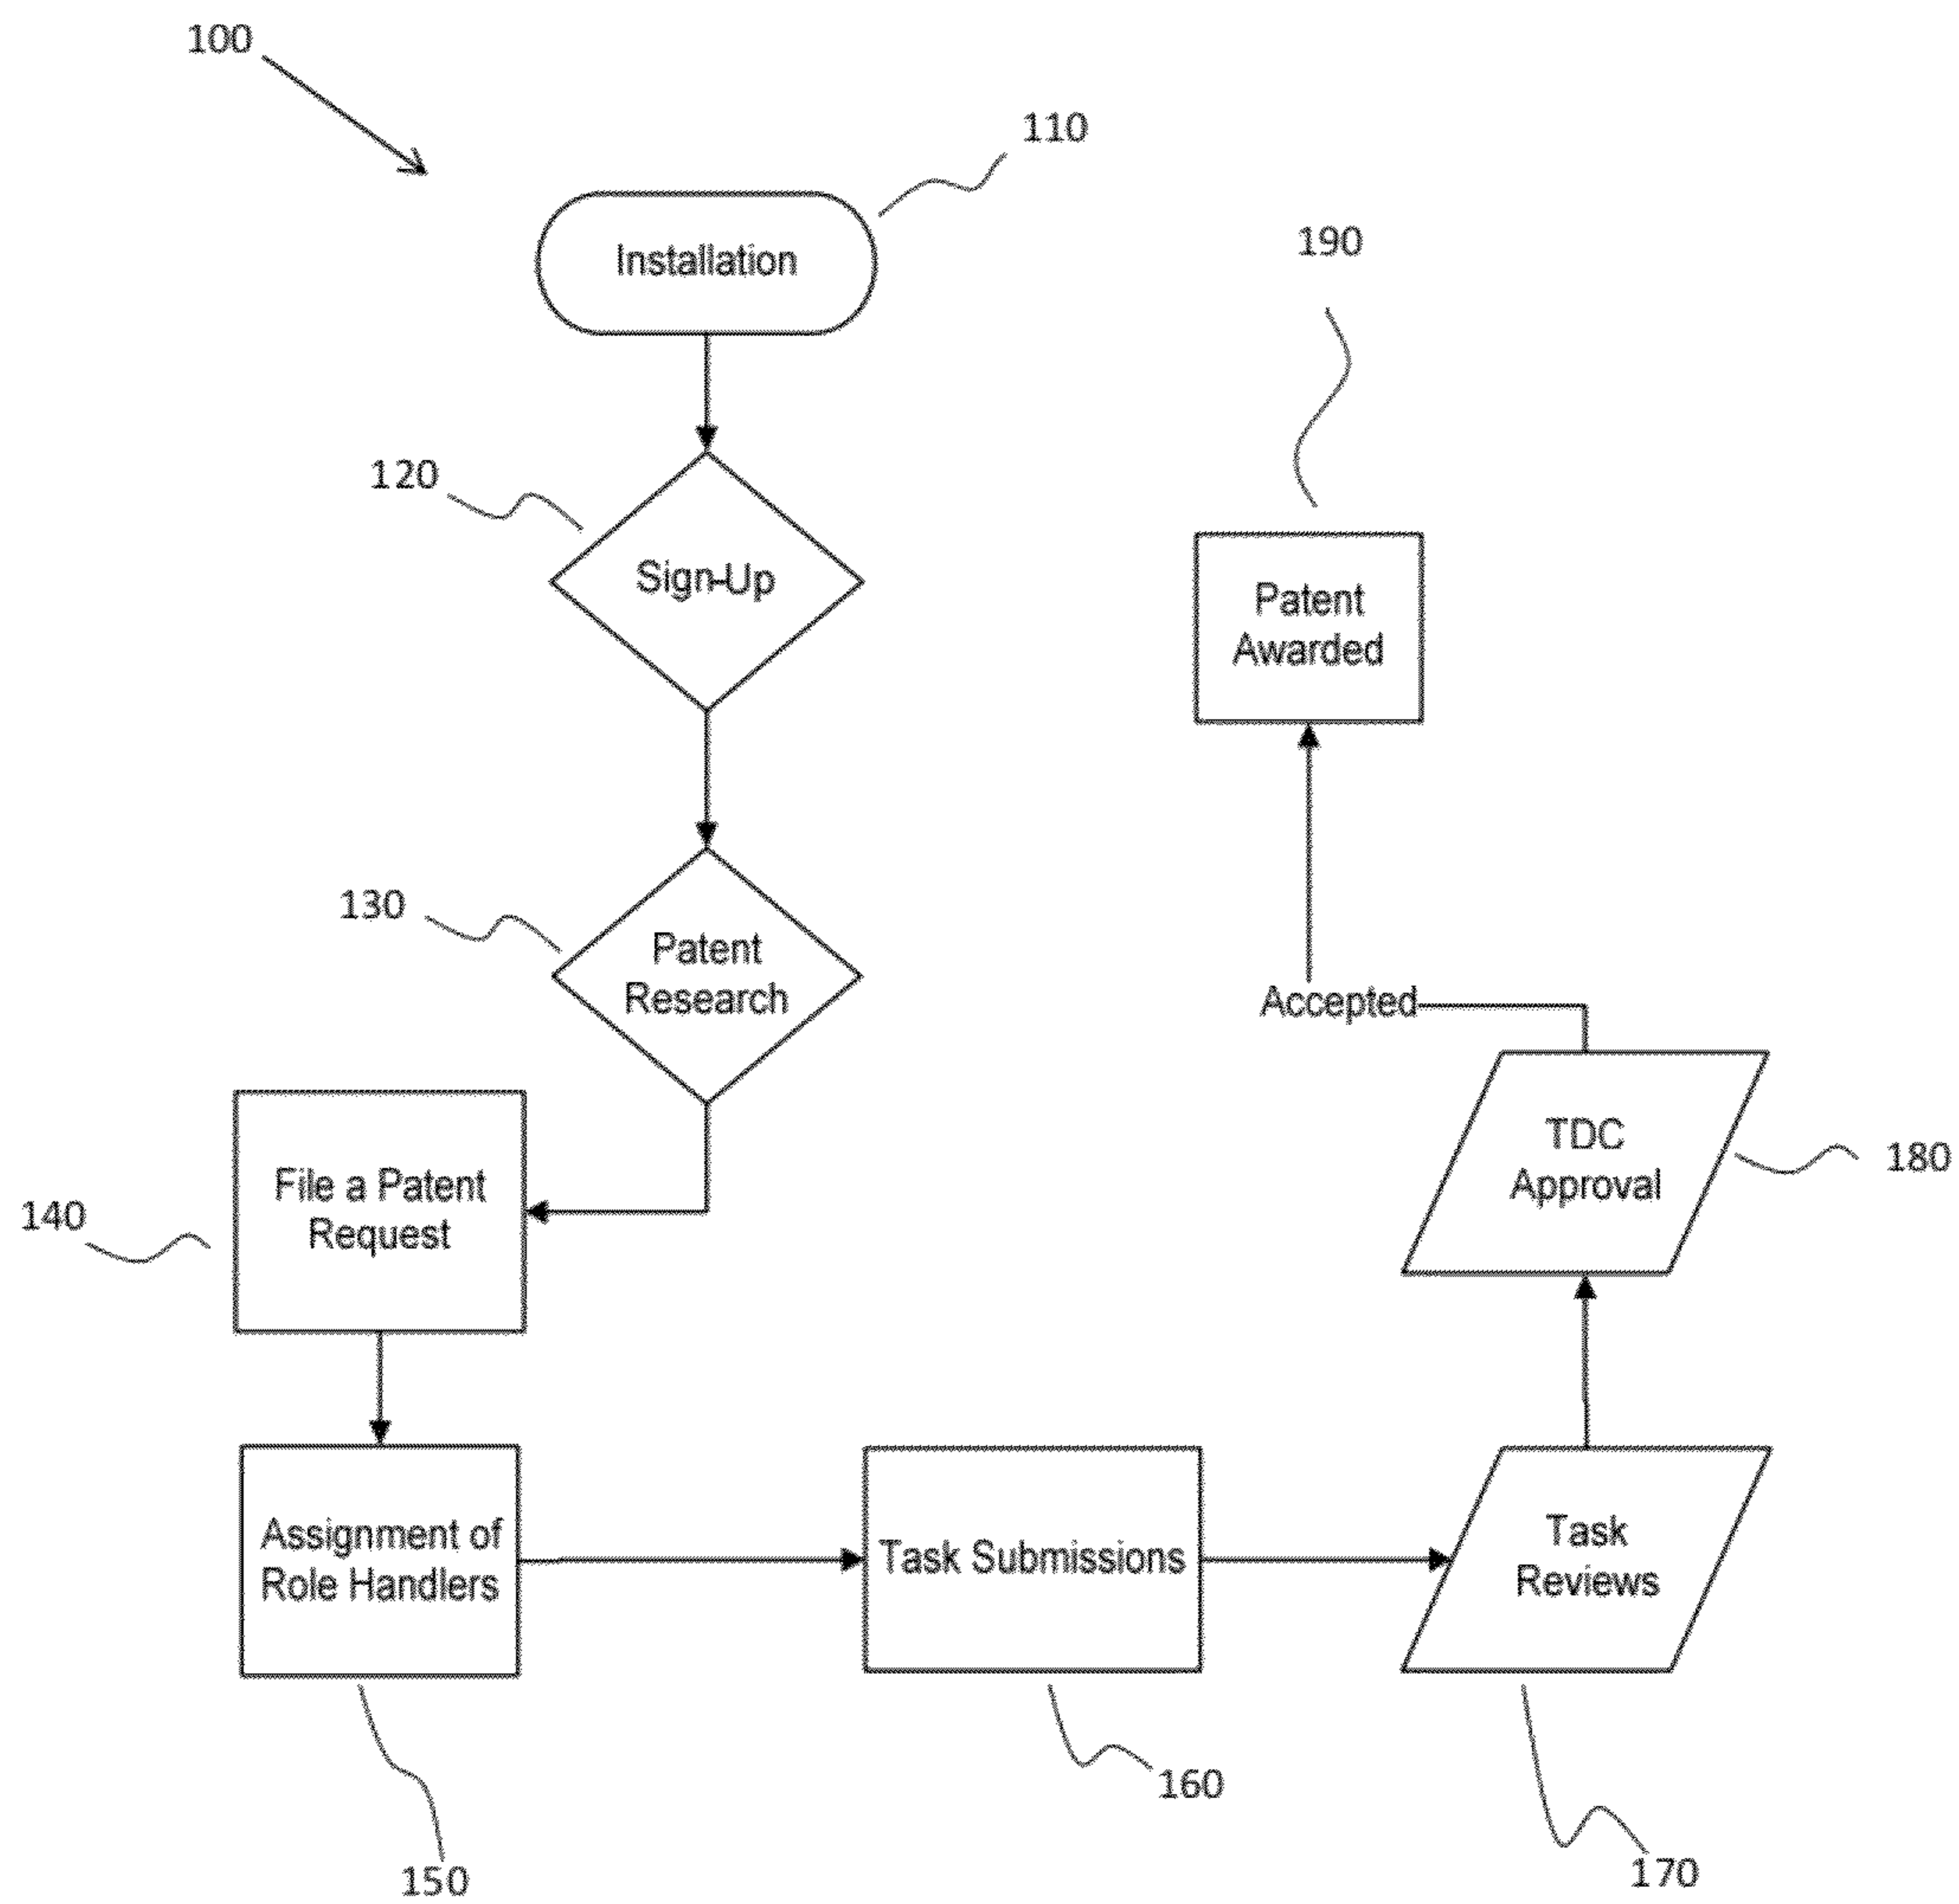 100
110
Installation
190
120
Sign-Up
Patent
Awarded
130
Patent
Research
Accepted
TDC
Approval
180
File a Patent
Request
140
Assignment of
Role Handlers
Task Submissions
Task
Reviews
160
170
150